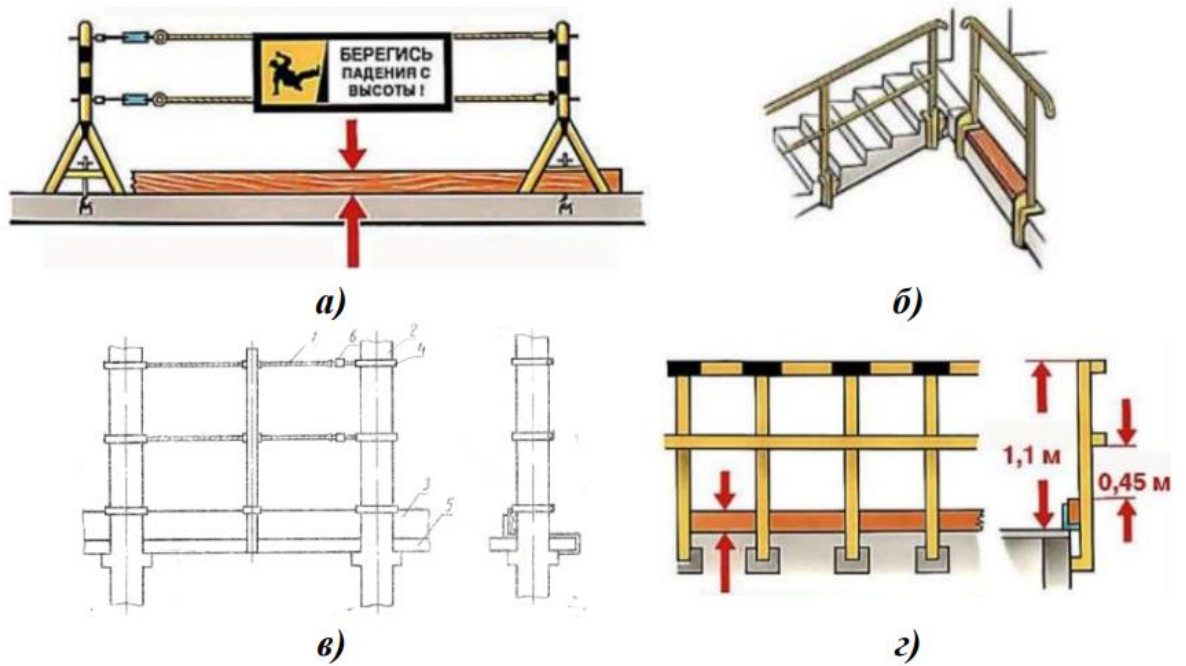 БЕРЕГИСЬ
ПАДЕНИЯ С
ВЫСОТЫ !
а)
б)
1
6
2
4
3
5
в)
1,1 м
0,45 м
г)